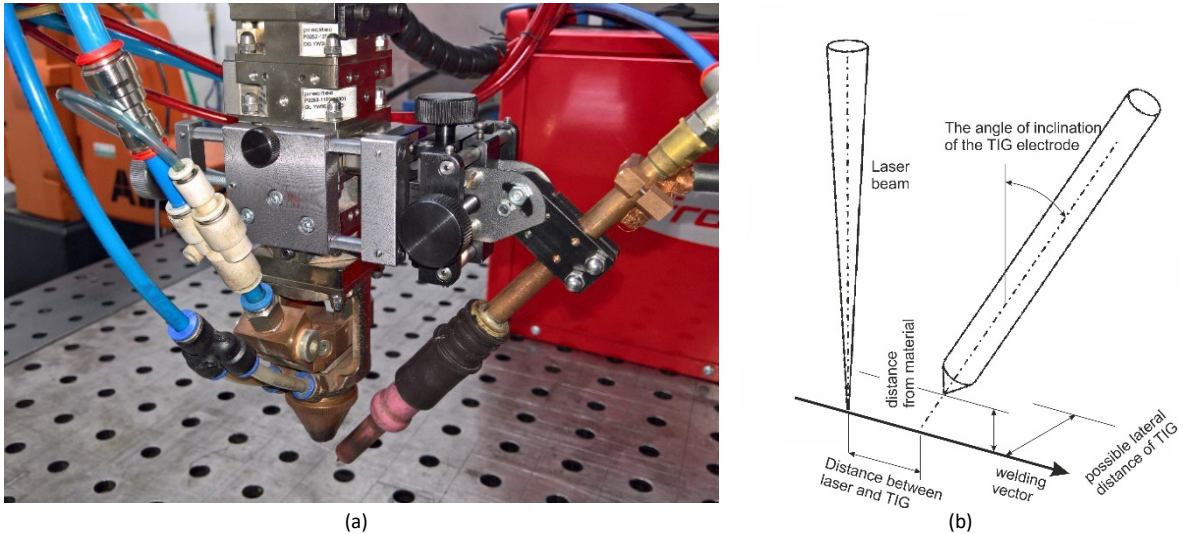 Laser
beam
The angle of inclination
of the TIG electrode
distance
from material
Distance between
laser and TIG
welding
vector
possible lateral
distance of TIG
(a)
(b)